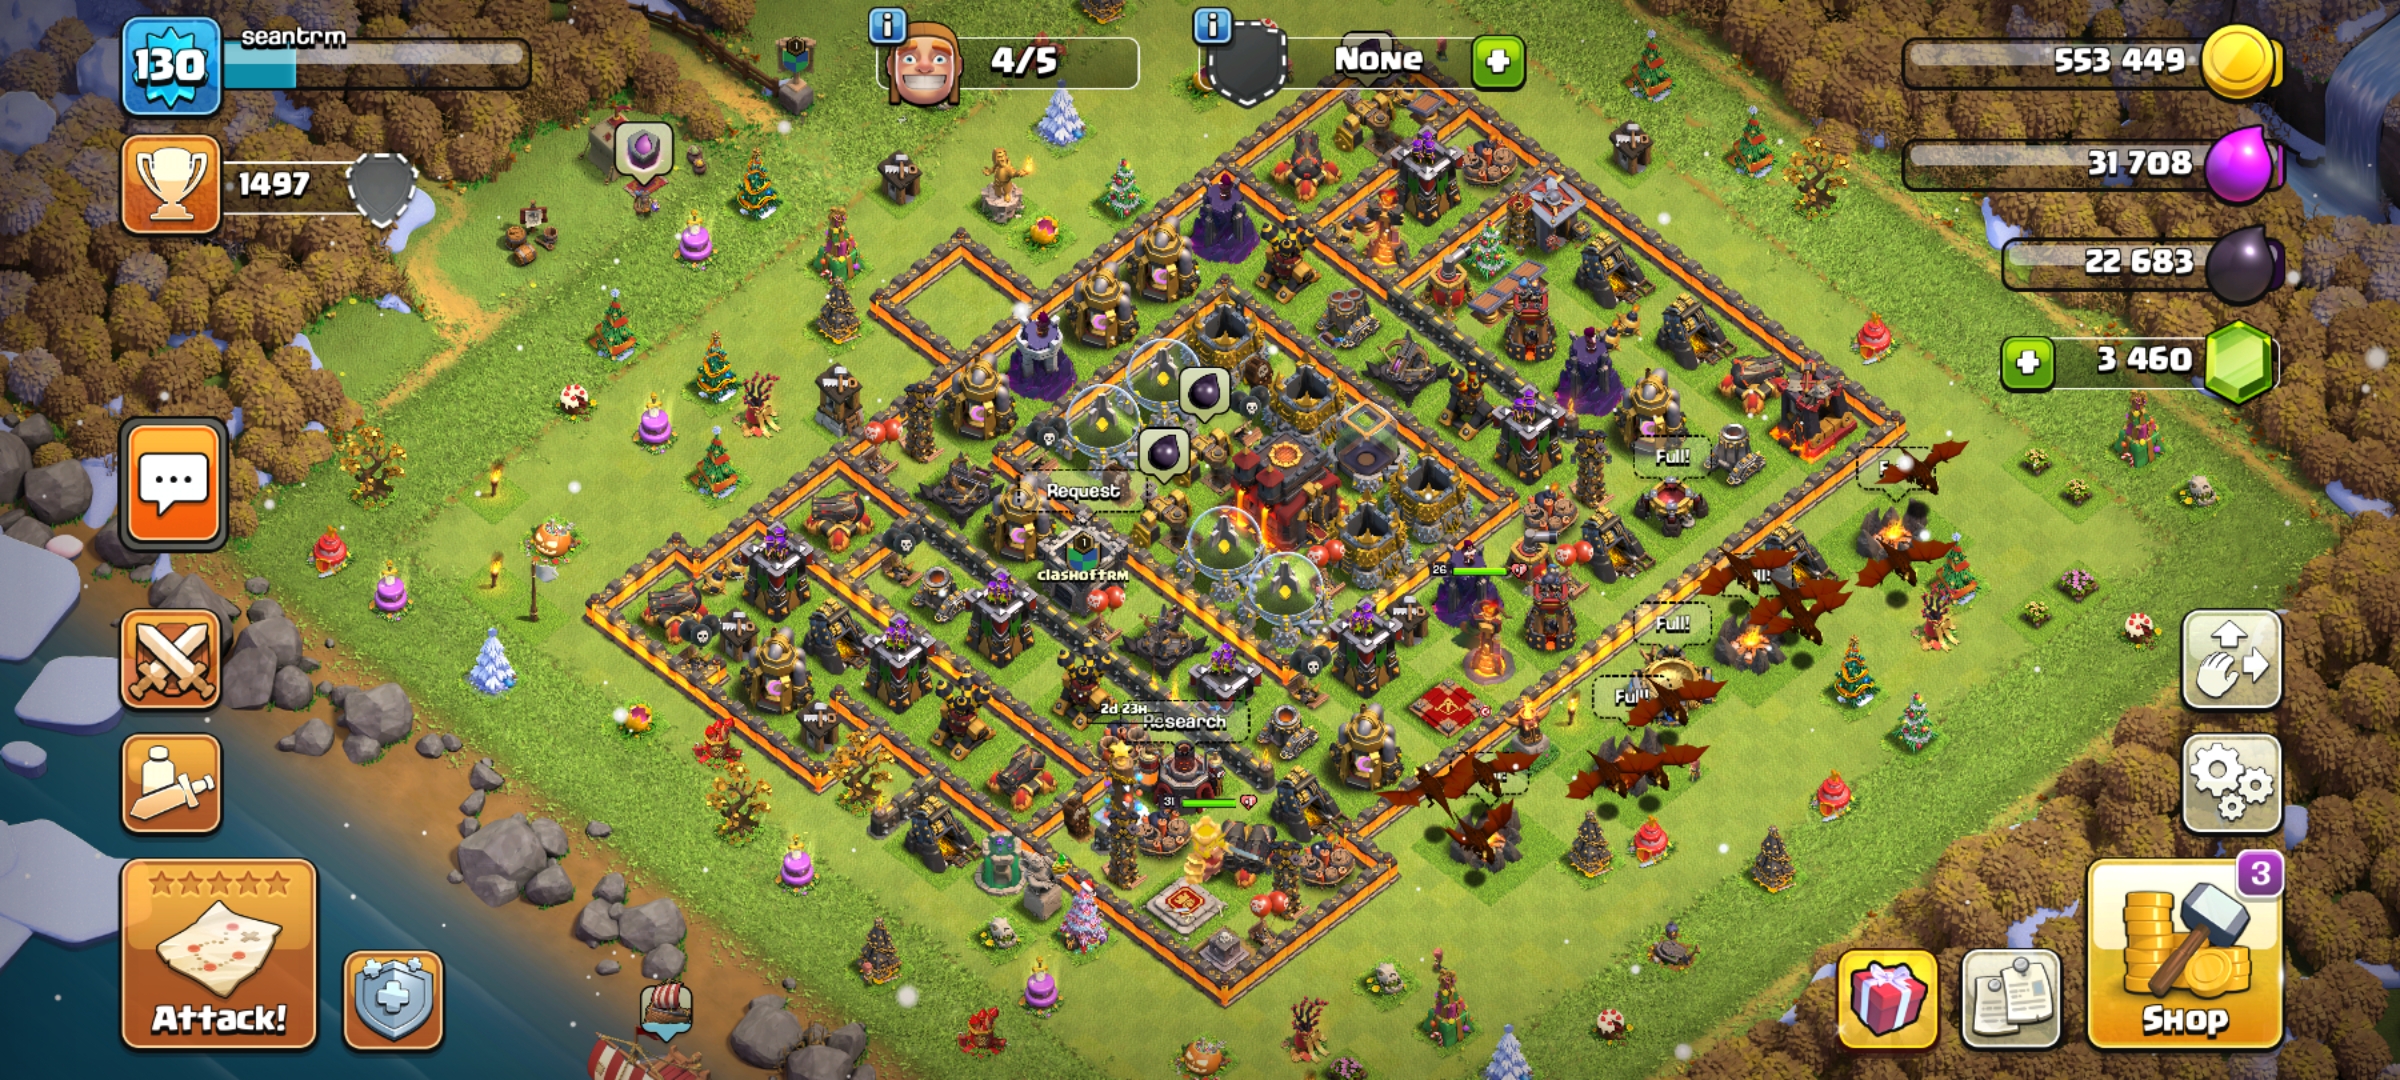 130
seantrm
i
4/5
i
None
553 449
1497
31 708
22 683
3 460
Full!
Request
1
clashofTRM
26
Full!
Full!
2d 23H
Research
31
3
Attack!
Shop